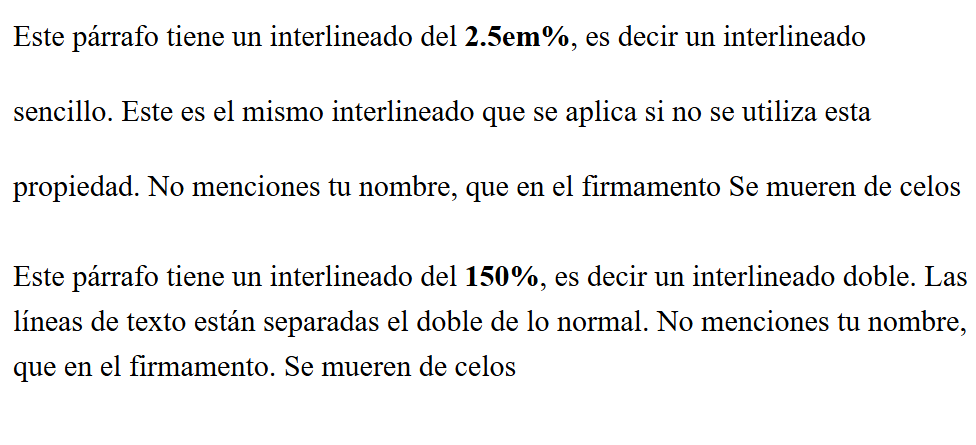 Este párrafo tiene un interlineado del 2.5em%, es decir un interlineado
sencillo. Este es el mismo interlineado que se aplica si no se utiliza esta
propiedad. No menciones tu nombre, que en el firmamento Se mueren de celos
Este párrafo tiene un interlineado del 150%, es decir un interlineado doble. Las
líneas de texto están separadas el doble de lo normal. No menciones tu nombre,
que en el firmamento. Se mueren de celos